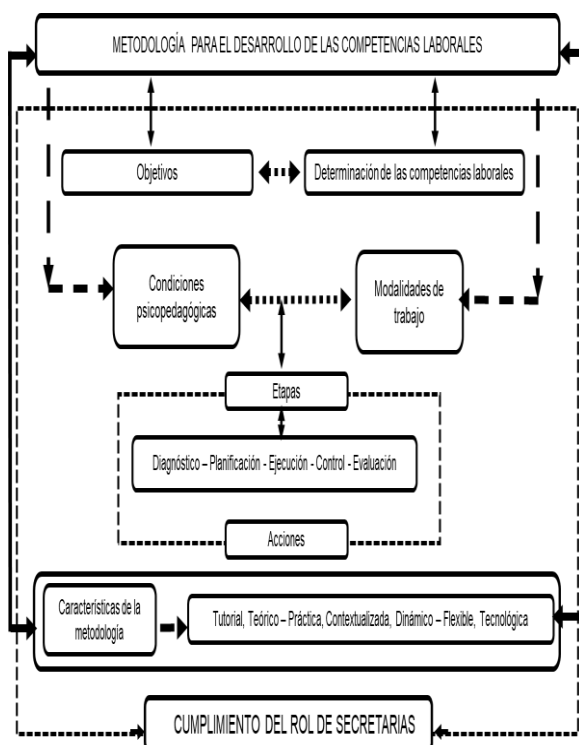 METODOLOGÍA PARA EL DESARROLLO DE LAS COMPETENCIAS LABORALES
Objetivos
Determinación de las competencias laborales
Condiciones
psicopedagógicas
Modalidades de
trabajo
Etapas
Diagnóstico – Planificación - Ejecución - Control - Evaluación
Acciones
Características de la
metodología
Tutorial, Teórico – Práctica, Contextualizada, Dinámico – Flexible, Tecnológica
CUMPLIMIENTO DEL ROL DE SECRETARIAS